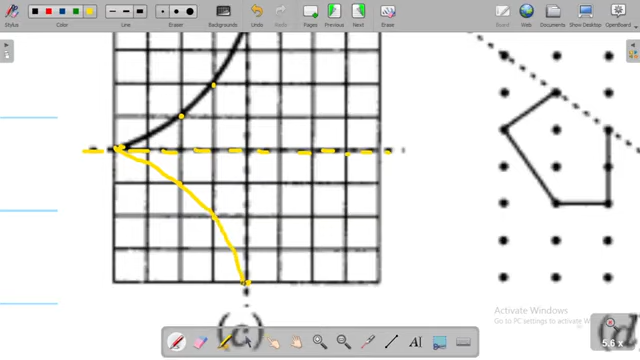 Stylus
Color
Line
Eraser
Backgrounds
Undo
Redo
Pages
Previous
Next
Erase
Board
Web
Documents
Show Desktop
OpenBoard
(c)
(d
Activate Windows
Go to PC settings to activate W
5.6 x